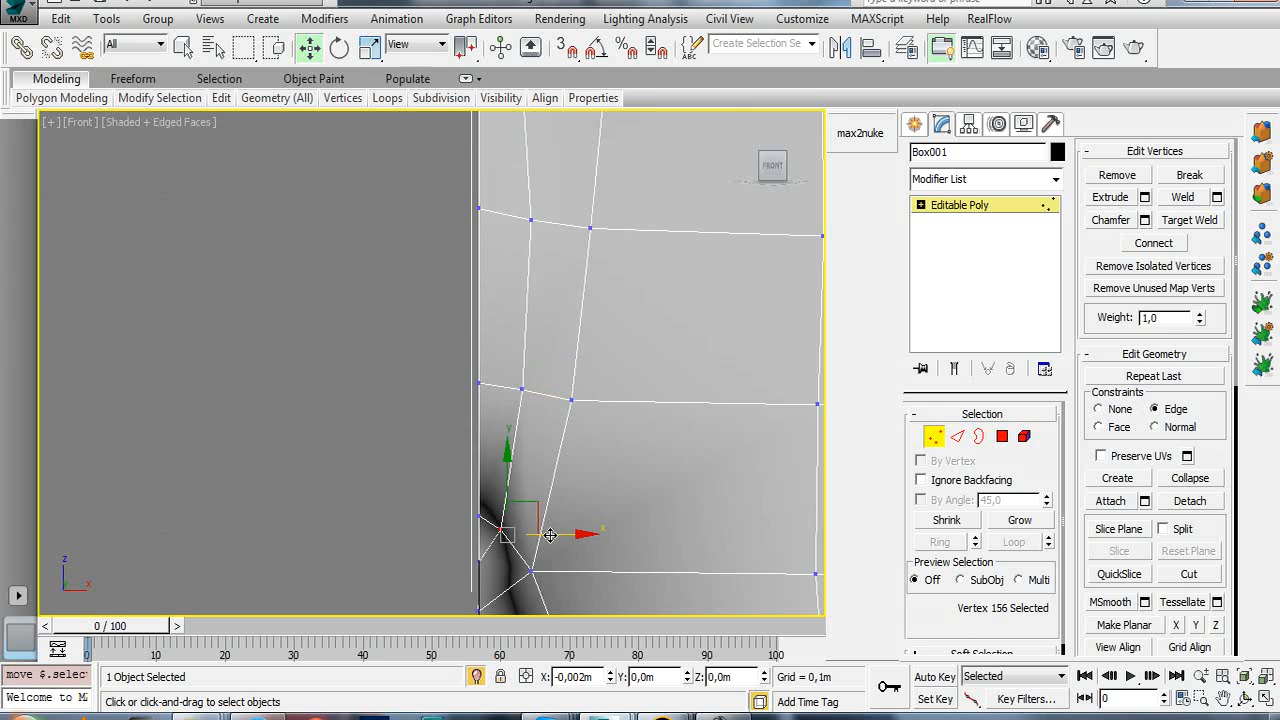 MXD
Edit Tools Group Views Create Modifiers Animation Graph Editors Rendering Lighting Analysis Civil View Customize MAXScript Help RealFlow
All View Create Selection Se
Modeling Freeform Selection Object Paint Populate
Polygon Modeling Modify Selection Edit Geometry (All) Vertices Loops Subdivision Visibility Align Properties
[+] [Front] [Shaded + Edged Faces]
FRONT
max2nuke
Box001
Modifier List
Editable Poly
Edit Vertices
Remove Break
Extrude Weld
Chamfer Target Weld
Connect
Remove Isolated Vertices
Remove Unused Map Verts
Weight: 1,0
Edit Geometry
Repeat Last
Constraints
None Edge
Face Normal
Preserve UVs
Create Collapse
Attach Detach
Slice Plane Split
Slice Reset Plane
QuickSlice Cut
MSmooth Tessellate
Make Planar X Y Z
View Align Grid Align
Selection
By Vertex
Ignore Backfacing
By Angle: 45,0
Shrink Grow
Ring Loop
Preview Selection
Off SubObj Multi
Vertex 156 Selected
y
x
z
x
0 / 100
0 10 20 30 40 50 60 70 80 90 100
move $.selec
Welcome to M
1 Object Selected
Click or click-and-drag to select objects
X: -0,002m Y: 0,0m Z: 0,0m Grid = 0,1m
Add Time Tag
Auto Key Selected
Set Key Key Filters...
0